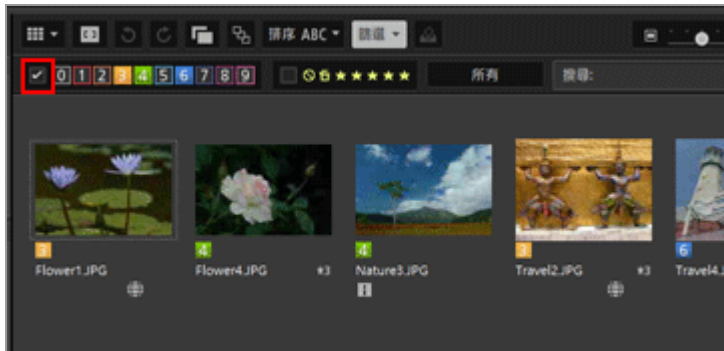 排序 ABC 篩選
0 1 2 3 4 5 6 7 8 9 所有 搜尋:
3 4 4 3 6
Flower1.JPG Flower4.JPG *3 Nature3.JPG Travel2.JPG *3 Travel4.J